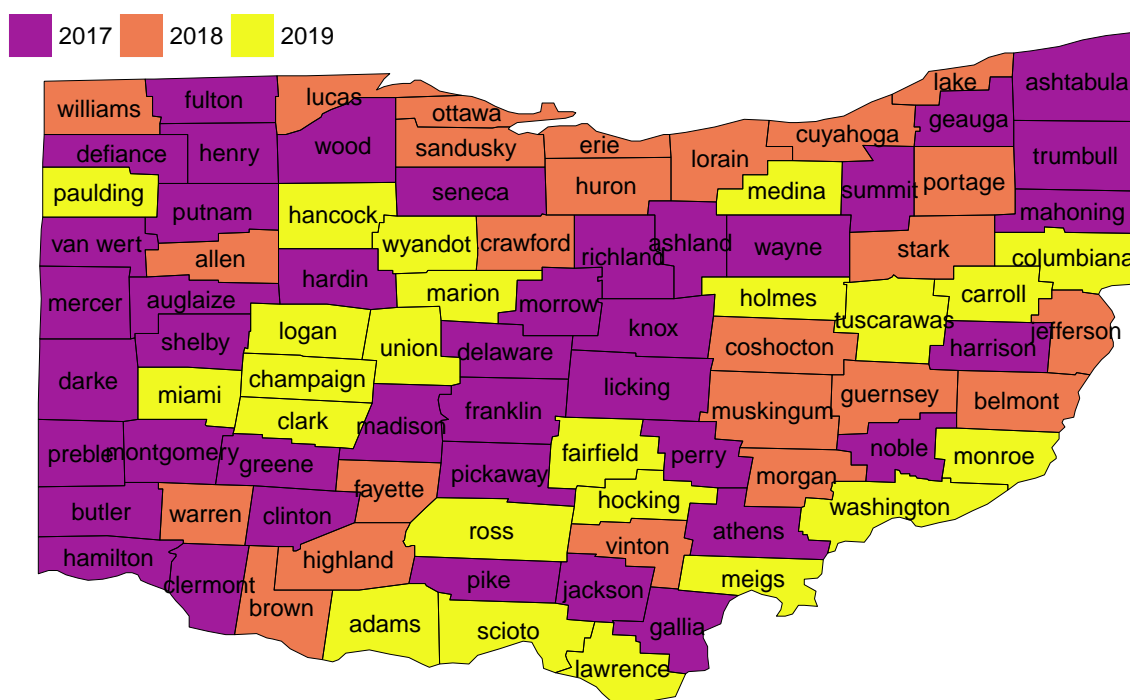 2017 2018 2019
lake
ashtabula
williams
fulton
lucas
ottawa
geauga
cuyahoga
defiance
henry
wood
sandusky
erie
lorain
trumbull
paulding
putnam
hancock
seneca
huron
medina
summit
portage
mahoning
van wert
allen
wyandot
crawford
richland
ashland
wayne
stark
columbiana
mercer
auglaize
hardin
marion
morrow
holmes
carroll
shelby
logan
union
delaware
knox
coshocton
tuscarawas
harrison
jefferson
darke
miami
champaign
clark
madison
franklin
licking
muskingum
guernsey
belmont
preble
montgomery
greene
pickaway
fairfield
perry
morgan
noble
monroe
butler
warren
clinton
fayette
ross
hocking
athens
washington
hamilton
clermont
highland
pike
vinton
jackson
meigs
brown
adams
scioto
gallia
lawrence